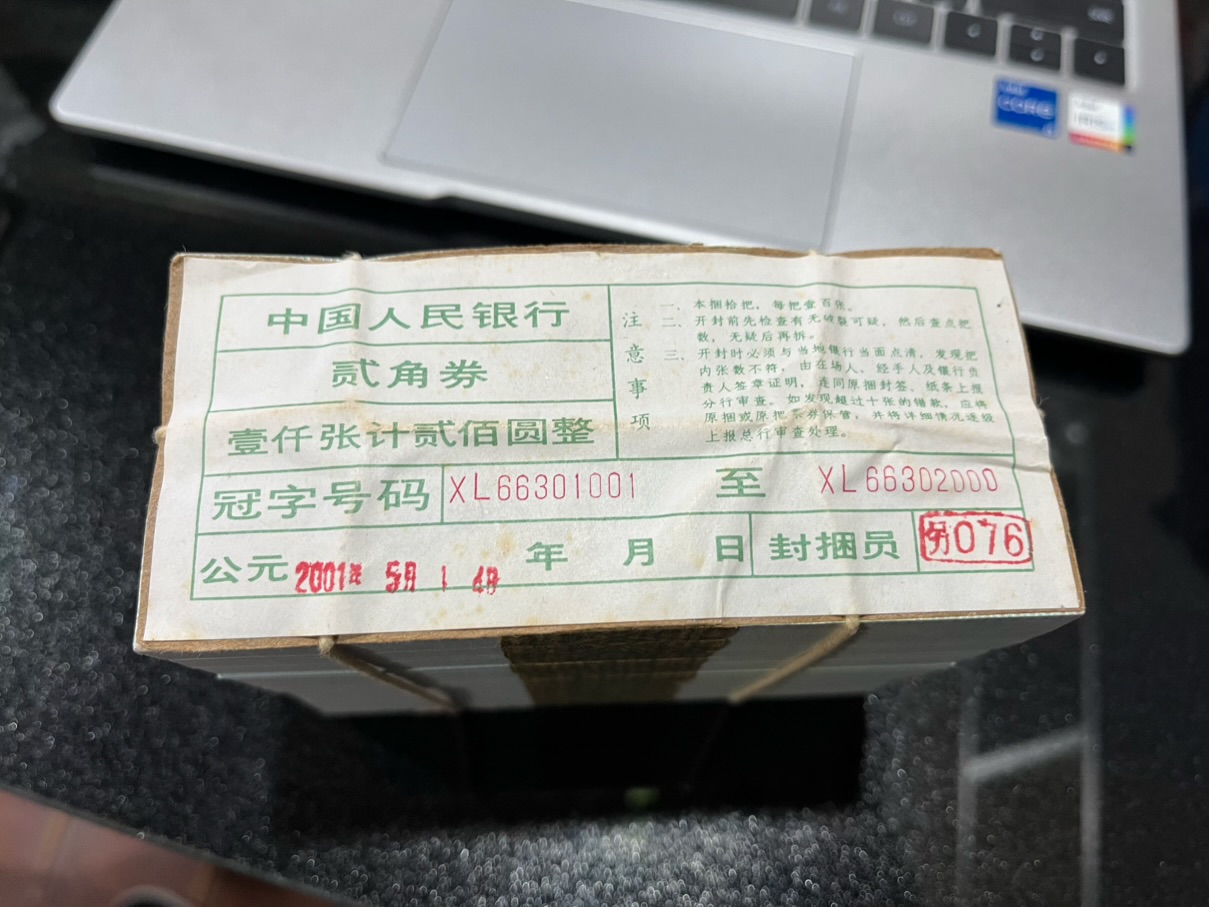 中国人民银行
贰角券
壹仟张计贰佰圆整
注意事项
一、本捆拾把，每把壹百张。
二、开封前先检查有无破裂可疑，然后查点把
数，无疑后再拆。
三、开封时必须与当地银行当面点清，发现把
内张数不符，由在场人、经手人及银行负
责人签章证明，连同原捆封签、纸条上报
分行审查。如发现超过十张的错款，应将
原捆或原把票券保管，并将详细情况逐级
上报总行审查处理。
冠字号码 XL66301001 至 XL66302000
公元 2001年 5月 14日 年 月 日 封捆员 076
CORE